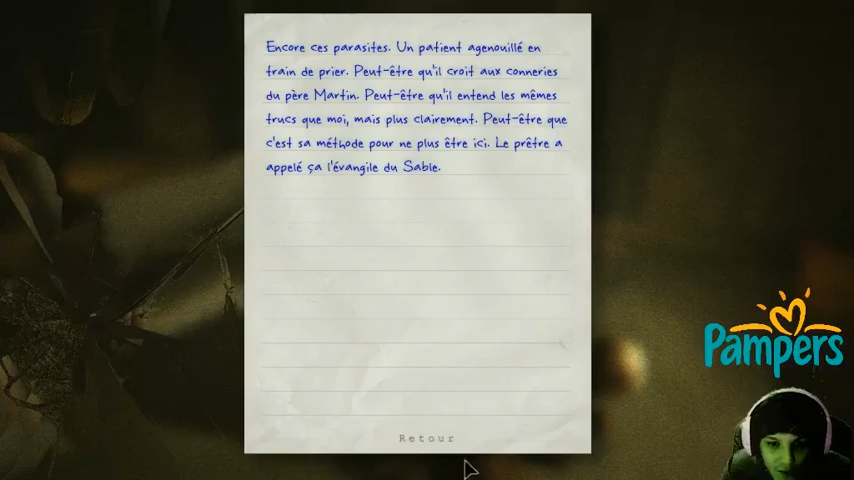 Encore ces parasites. Un patient agenouillé en
train de prier. Peut-être qu'il croit aux conneries
du père Martin. Peut-être qu'il entend les mêmes
trucs que moi, mais plus clairement. Peut-être que
c'est sa méthode pour ne plus être ici. Le prêtre a
appelé ça l'évangile du Sable.
Pampers
Retour